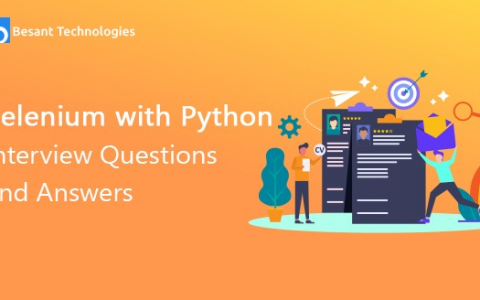 Besant Technologies
elenium with Python
nterview Questions
nd Answers
CV